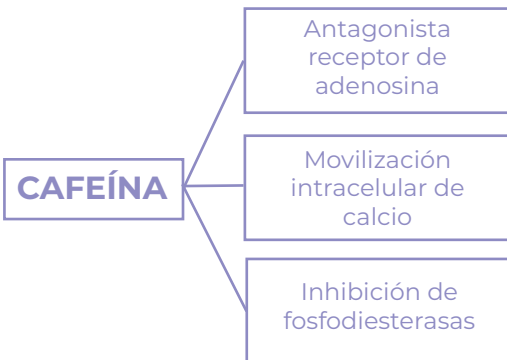 CAFEÍNA
Antagonista
receptor de
adenosina
Movilización
intracelular de
calcio
Inhibición de
fosfodiesterasas